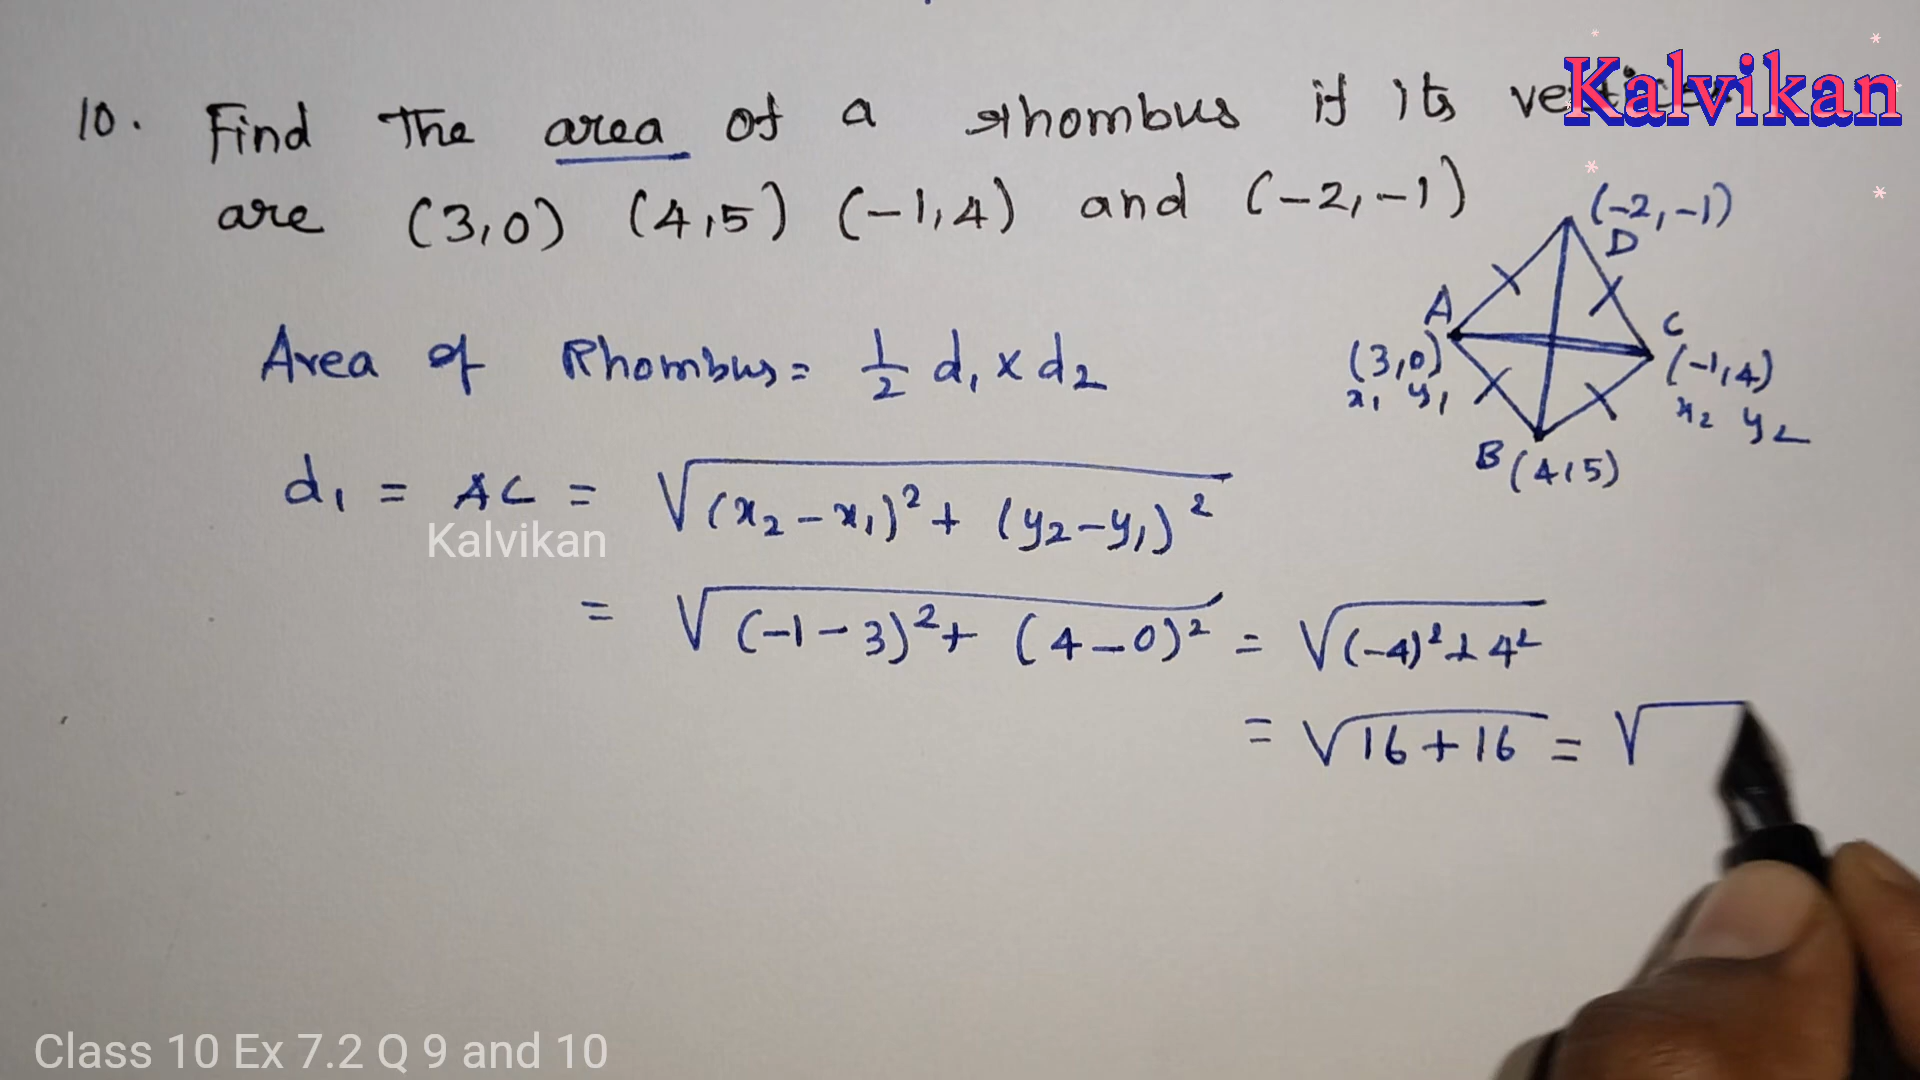 Kalvikan
10. Find The area of a rhombus if its
are (3,0) (4,5) (-1,4) and (-2,-1)
(-2,-1)
D
A
C
(3,0)
x₁ y₁
(-1,4)
x₂ y₂
B (4,5)
Area of Rhombus = 1/2 d₁ x d₂
d₁ = AC = √(x₂-x₁)² + (y₂-y₁)²
Kalvikan
= √(-1-3)² + (4-0)² = √(-4)² + 4²
= √16+16 = √
Class 10 Ex 7.2 Q 9 and 10